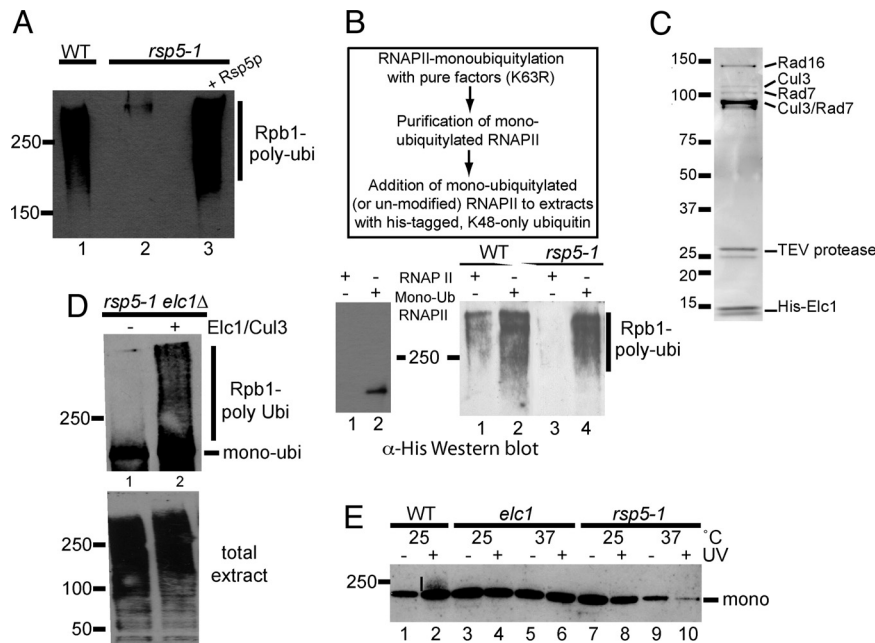 A
WT
rsp5-1
+ Rsp5p
250
150
Rpb1-
poly-ubi
1 2 3
B
RNAPII-monoubiquitylation
with pure factors (K63R)
Purification of mono-
ubiquitylated RNAPII
Addition of mono-ubiquitylated
(or un-modified) RNAPII to extracts
with his-tagged, K48-only ubiquitin
WT rsp5-1
+ - RNAP II + - + -
- + Mono-Ub - + - +
RNAPII
250
Rpb1-
poly-ubi
1 2 1 2 3 4
α-His Western blot
C
150
100
75
50
37
25
20
15
Rad16
Cul3
Rad7
Cul3/Rad7
TEV protease
His-Elc1
D
rsp5-1 elc1Δ
- + Elc1/Cul3
250
Rpb1-
poly Ubi
mono-ubi
1 2
250
100
50
total
extract
E
WT elc1 rsp5-1
25 25 37 25 37 °C
- + - + - + - + - + UV
250
mono
1 2 3 4 5 6 7 8 9 10